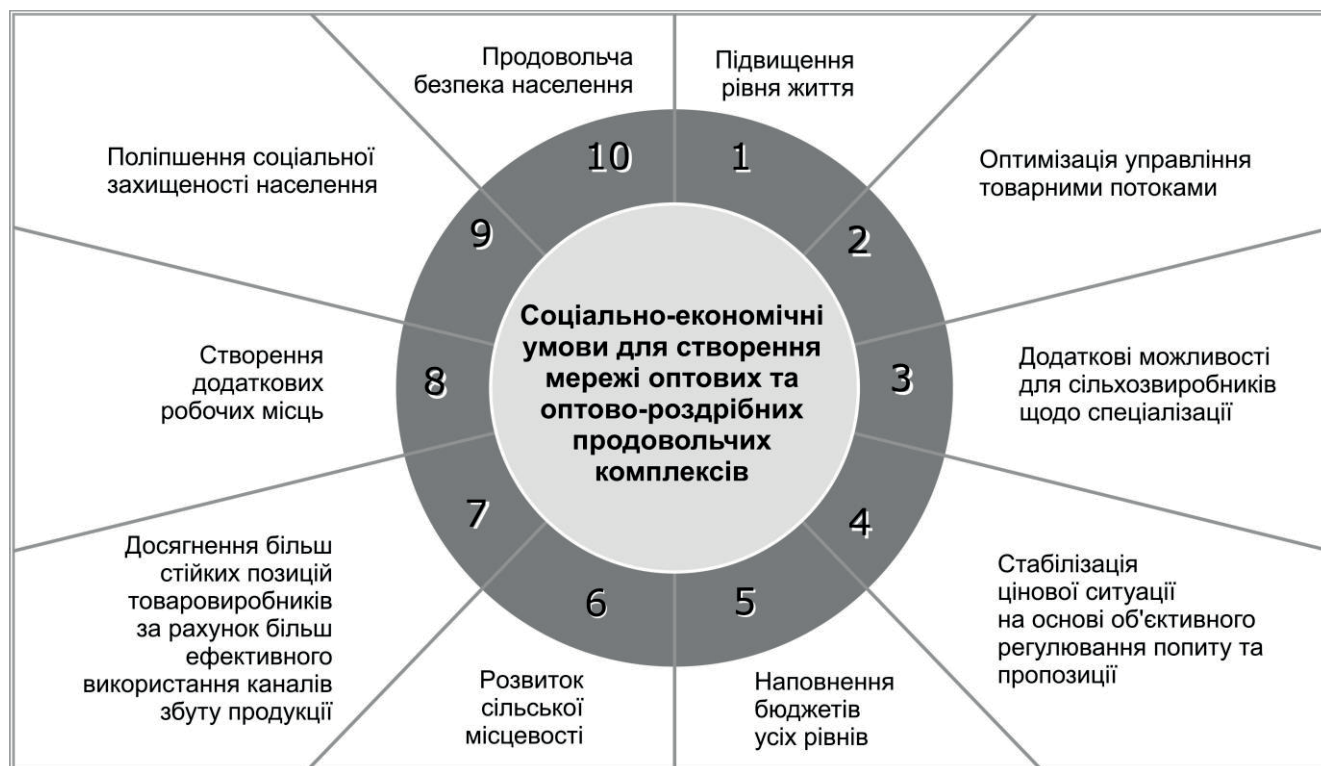 Соціально-економічні
умови для створення
мережі оптових та
оптово-роздрібних
продовольчих
комплексів
1
Підвищення
рівня життя
2
Оптимізація управління
товарними потоками
3
Додаткові можливості
для сільхозвиробників
щодо спеціалізації
4
Стабілізація
цінової ситуації
на основі об'єктивного
регулювання попиту та
пропозиції
5
Наповнення
бюджетів
усіх рівнів
6
Розвиток
сільської
місцевості
7
Досягнення більш
стійких позицій
товаровиробників
за рахунок більш
ефективного
використання каналів
збуту продукції
8
Створення
додаткових
робочих місць
9
Поліпшення соціальної
захищеності населення
10
Продовольча
безпека населення